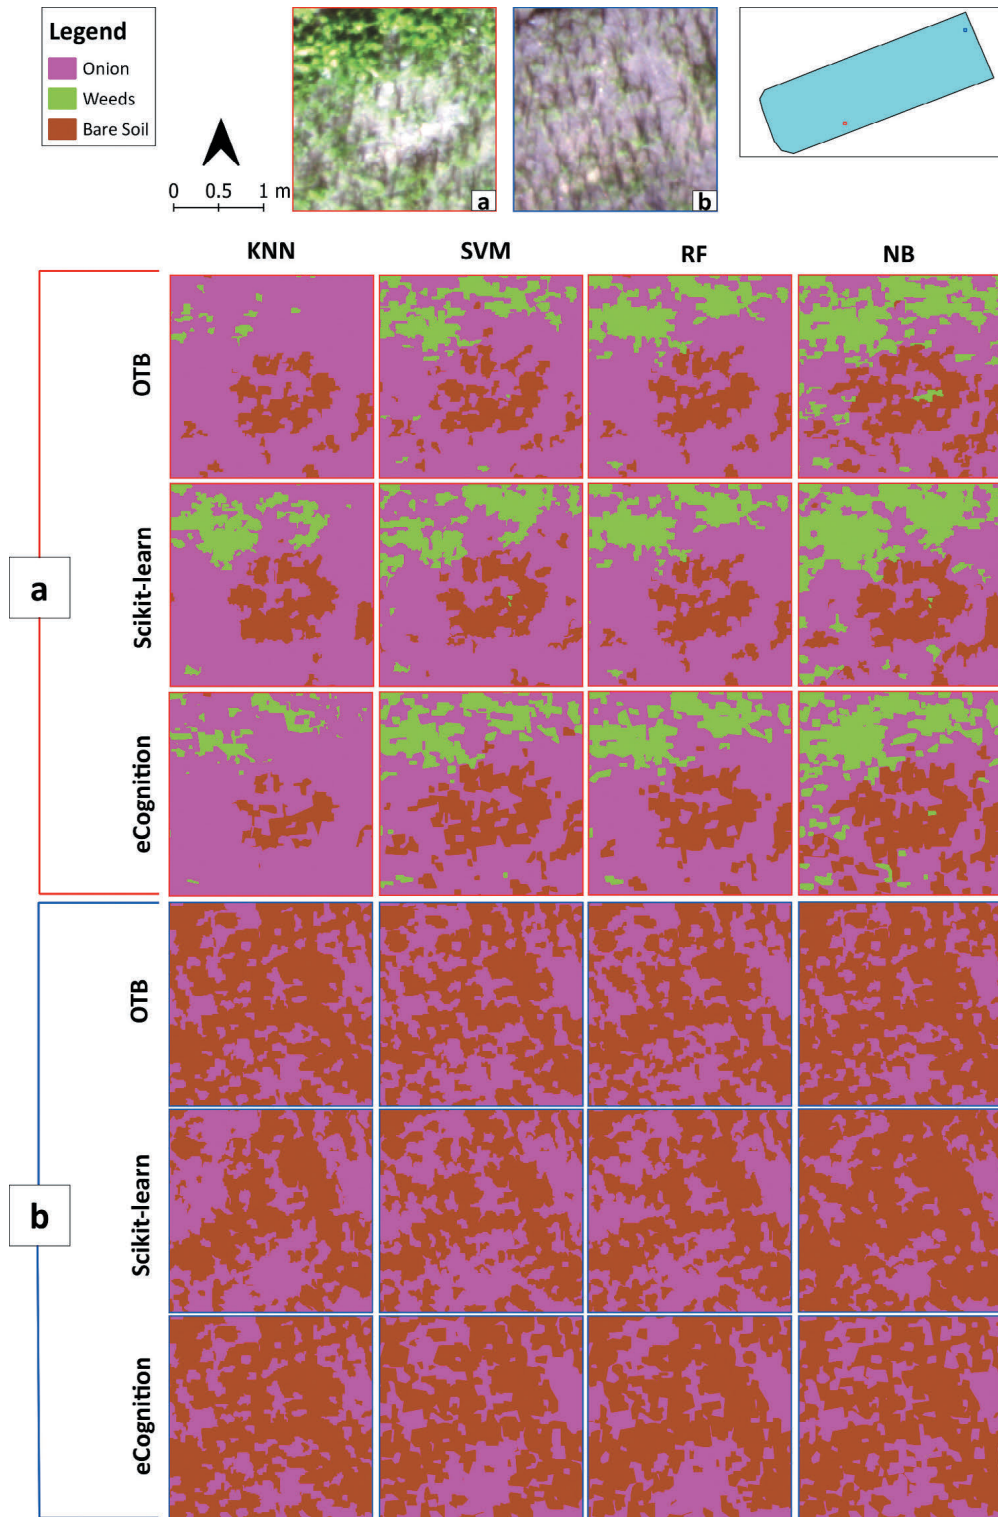 Legend
Onion
Weeds
Bare Soil
0 0.5 1 m
a
b
KNN SVM RF NB
OTB
Scikit-learn
eCognition
a
OTB
Scikit-learn
eCognition
b